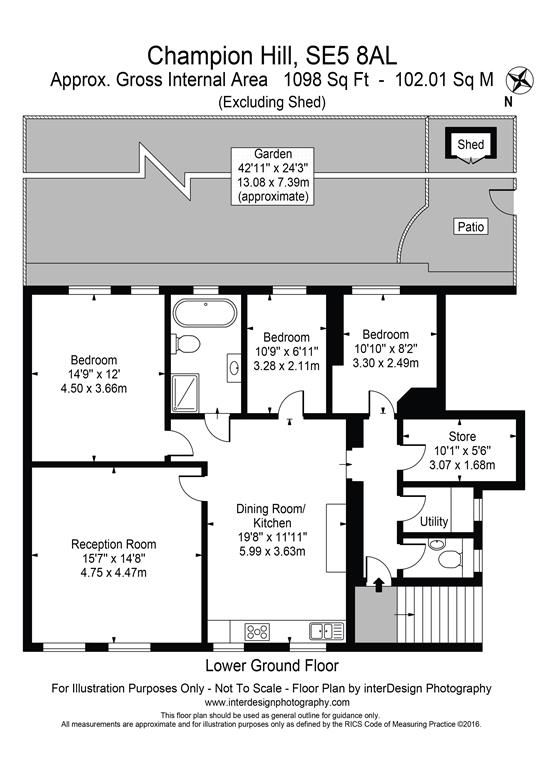 Champion Hill, SE5 8AL
Approx. Gross Internal Area 1098 Sq Ft - 102.01 Sq M
(Excluding Shed)
N
Shed
Garden
42'11" x 24'3"
13.08 x 7.39m
(approximate)
Patio
Bedroom
14'9" x 12'
4.50 x 3.66m
Bedroom
10'9" x 6'11"
3.28 x 2.11m
Bedroom
10'10" x 8'2"
3.30 x 2.49m
Store
10'1" x 5'6"
3.07 x 1.68m
Utility
Dining Room/
Kitchen
19'8" x 11'11"
5.99 x 3.63m
Reception Room
15'7" x 14'8"
4.75 x 4.47m
Lower Ground Floor
For Illustration Purposes Only - Not To Scale - Floor Plan by interDesign Photography
www.interdesignphotography.com
This floor plan should be used as general outline for guidance only.
All measurements are approximate and for illustration purposes only as defined by the RICS Code of Measuring Practice ©2016.